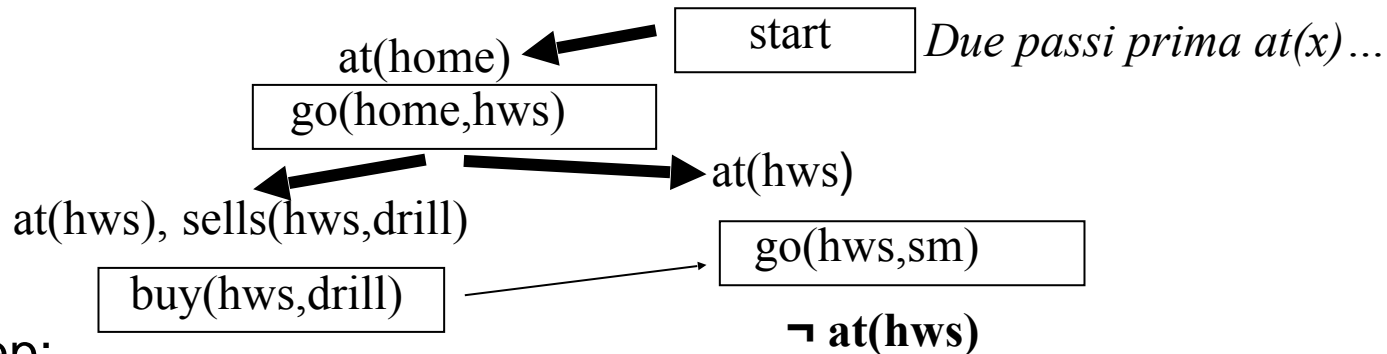 start
Due passi prima at(x)…
at(home)
go(home,hws)
at(hws)
at(hws), sells(hws,drill)
go(hws,sm)
buy(hws,drill)
¬ at(hws)